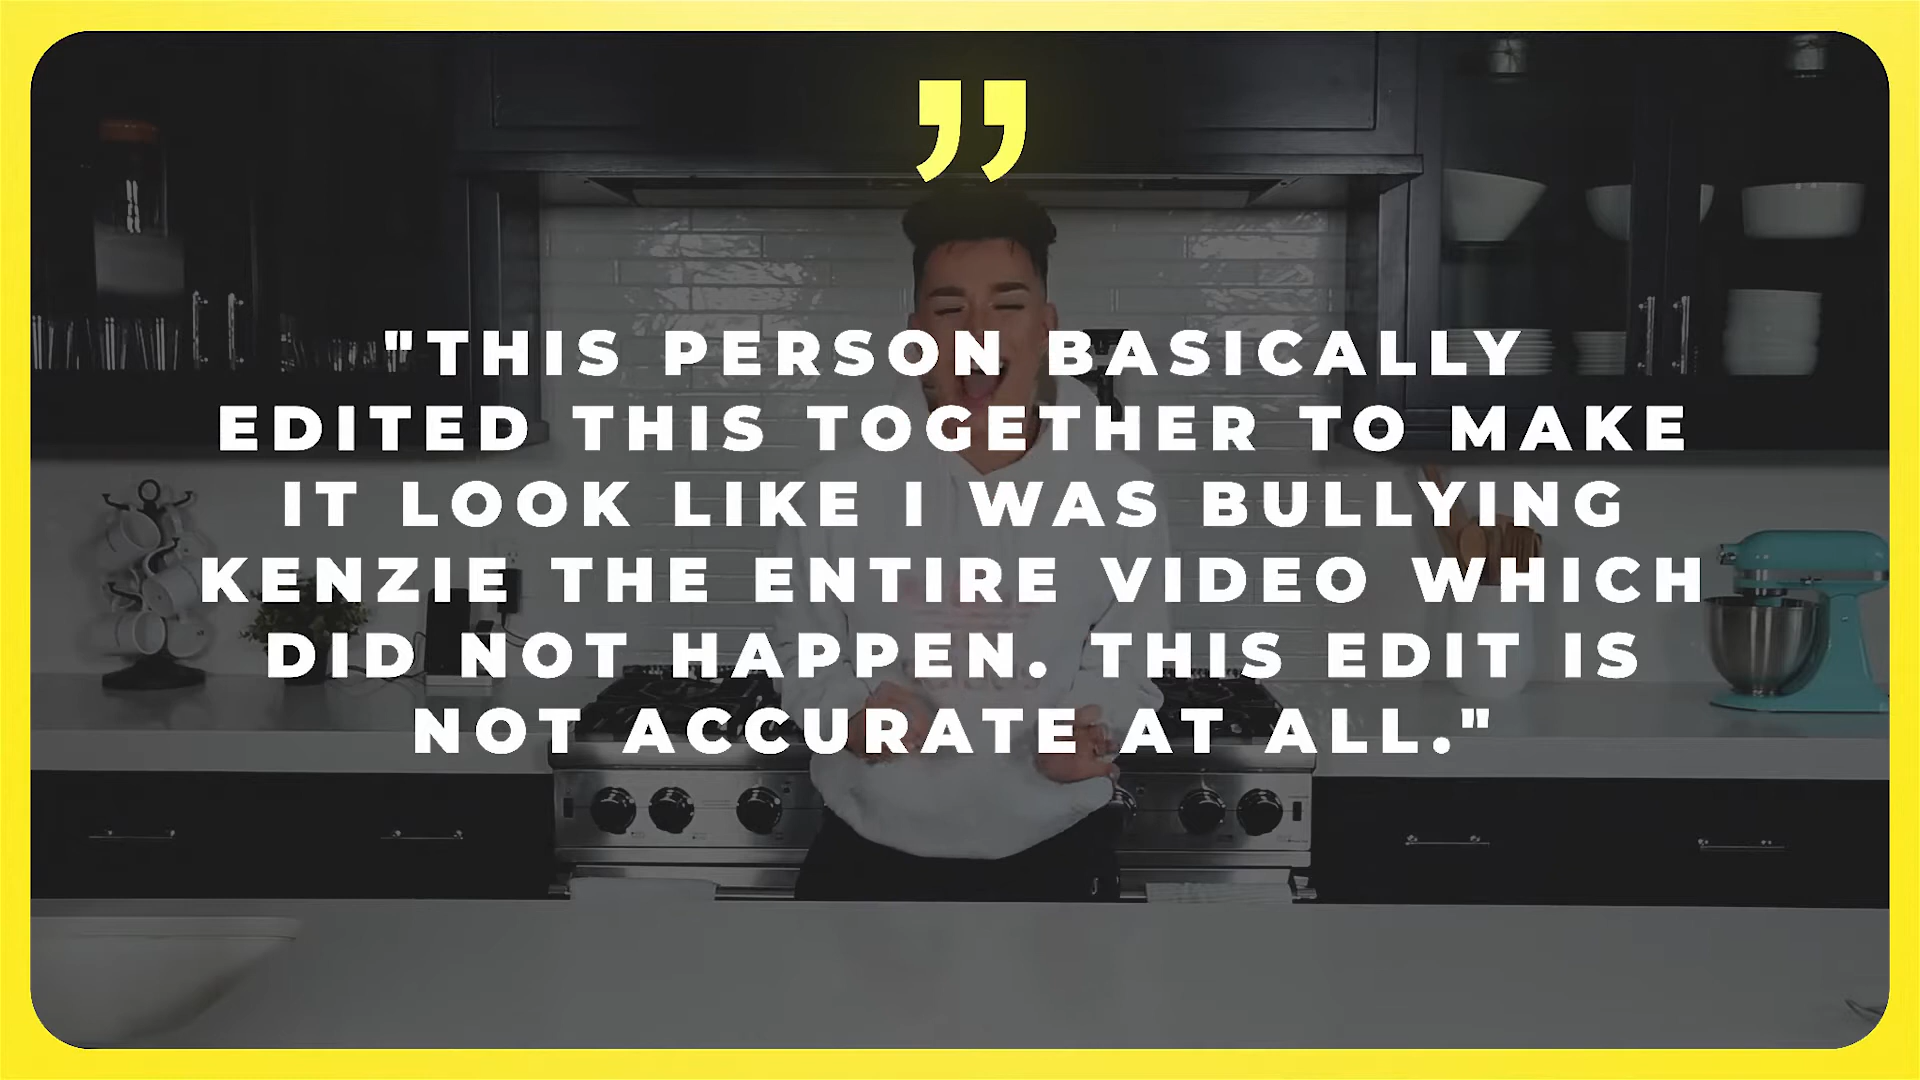 "THIS PERSON BASICALLY
EDITED THIS TOGETHER TO MAKE
IT LOOK LIKE I WAS BULLYING
KENZIE THE ENTIRE VIDEO WHICH
DID NOT HAPPEN. THIS EDIT IS
NOT ACCURATE AT ALL."